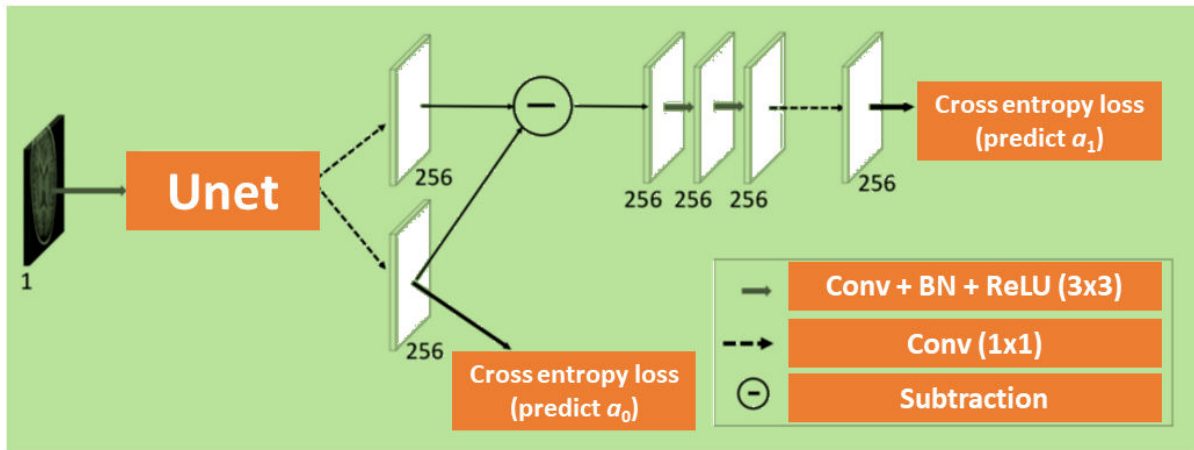 1
Unet
256
256
Cross entropy loss
(predict a₀)
−
256
256
256
256
Cross entropy loss
(predict a₁)
Conv + BN + ReLU (3x3)
Conv (1x1)
−
Subtraction